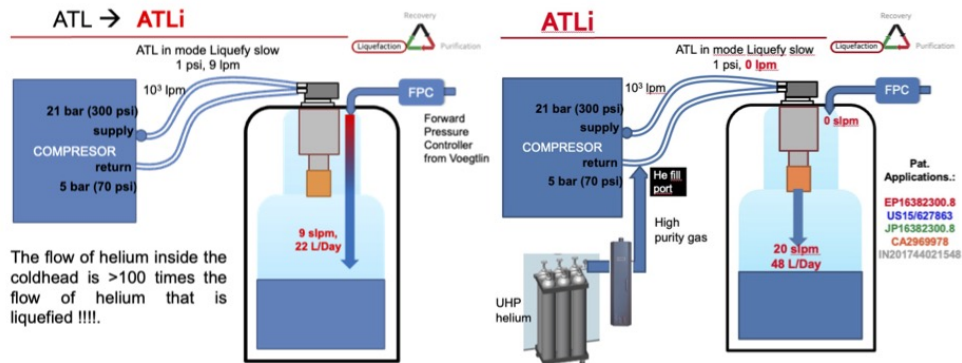 ATL → ATLi
Recovery
Liquefaction
Purification
ATL in mode Liquefy slow
1 psi, 9 lpm
10³ lpm
FPC
21 bar (300 psi)
supply
COMPRESOR
return
5 bar (70 psi)
Forward
Pressure
Controller
from Voegtlin
9 slpm,
22 L/Day
The flow of helium inside the
coldhead is >100 times the
flow of helium that is
liquefied !!!!.
ATLi
Recovery
Liquefaction
Purification
ATL in mode Liquefy slow
1 psi, 0 lpm
10³ lpm
FPC
21 bar (300 psi)
0 slpm
supply
COMPRESOR
return
5 bar (70 psi)
He fill
port
High
purity gas
UHP
helium
20 slpm
48 L/Day
Pat.
Applications.:
EP16382300.8
US15/627863
JP16382300.8
CA2969978
IN201744021548